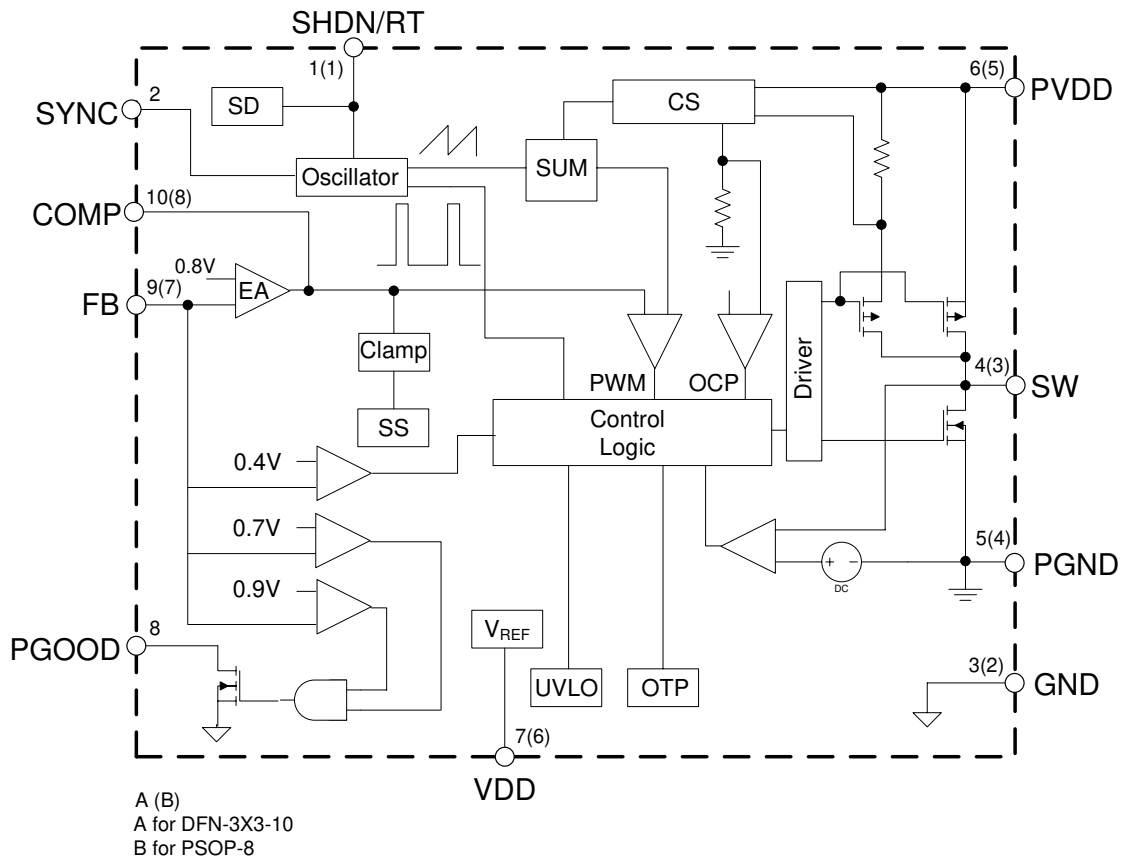 SHDN/RT
1(1)
6(5)
PVDD
2
SYNC
SD
CS
Oscillator
SUM
10(8)
COMP
0.8V
9(7)
FB
EA
Clamp
SS
PWM
OCP
Driver
4(3)
SW
Control
Logic
0.4V
0.7V
0.9V
+ -
DC
5(4)
PGND
8
PGOOD
VREF
UVLO
OTP
3(2)
GND
7(6)
VDD
A (B)
A for DFN-3X3-10
B for PSOP-8